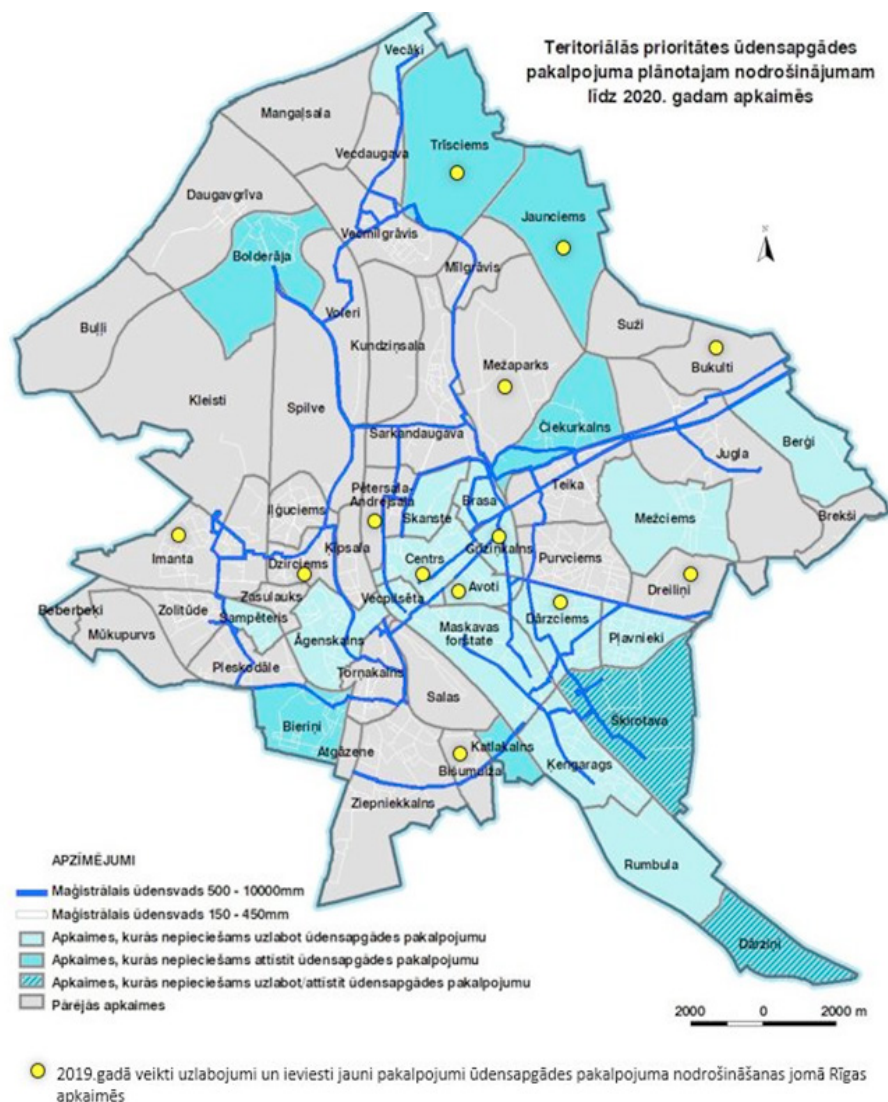 Teritoriālās prioritātes ūdensapgādes
pakalpojuma plānotajam nodrošinājumam
līdz 2020. gadam apkaimēs
Vecāķi
Mangaļsala
Vecdaugava
Trīsciems
Daugavgrīva
Jaunciems
Vecmīlgrāvis
Bolderāja
Mīlgrāvis
N
Voleri
Suži
Buļļi
Kundziņsala
Bukulti
Mežaparks
Kleisti
Spilve
Čiekurkalns
Sarkandaugava
Berģi
Jugla
Pētersala-
Andrejsala
Teika
Brasa
Skanste
Mežciems
Iļģuciems
Brekši
Imanta
Ķīpsala
Centrs
Grīziņkalns
Purvciems
Dzirciems
Dreiliņi
Zasulauks
Vecpilsēta
Avoti
Beberbeķi
Zolitūde
Sampēteris
Dārzciems
Mūkupurvs
Āgenskalns
Maskavas
forštate
Pļavnieki
Pleskodāle
Torņakalns
Salas
Šķirotava
Bieriņi
Katlakalns
Atgāzene
Bišumuiža
Ķengarags
Ziepniekkalns
Rumbula
Dārziņi
APZĪMĒJUMI
Maģistrālais ūdensvads 500 - 10000mm
Maģistrālais ūdensvads 150 - 450mm
Apkaimes, kurās nepieciešams uzlabot ūdensapgādes pakalpojumu
Apkaimes, kurās nepieciešams attīstīt ūdensapgādes pakalpojumu
Apkaimes, kurās nepieciešams uzlabot/attīstīt ūdensapgādes pakalpojumu
Pārējās apkaimes
2000 0 2000 m
2019.gadā veikti uzlabojumi un ieviesti jauni pakalpojumi ūdensapgādes pakalpojuma nodrošināšanas jomā Rīgas
apkaimēs